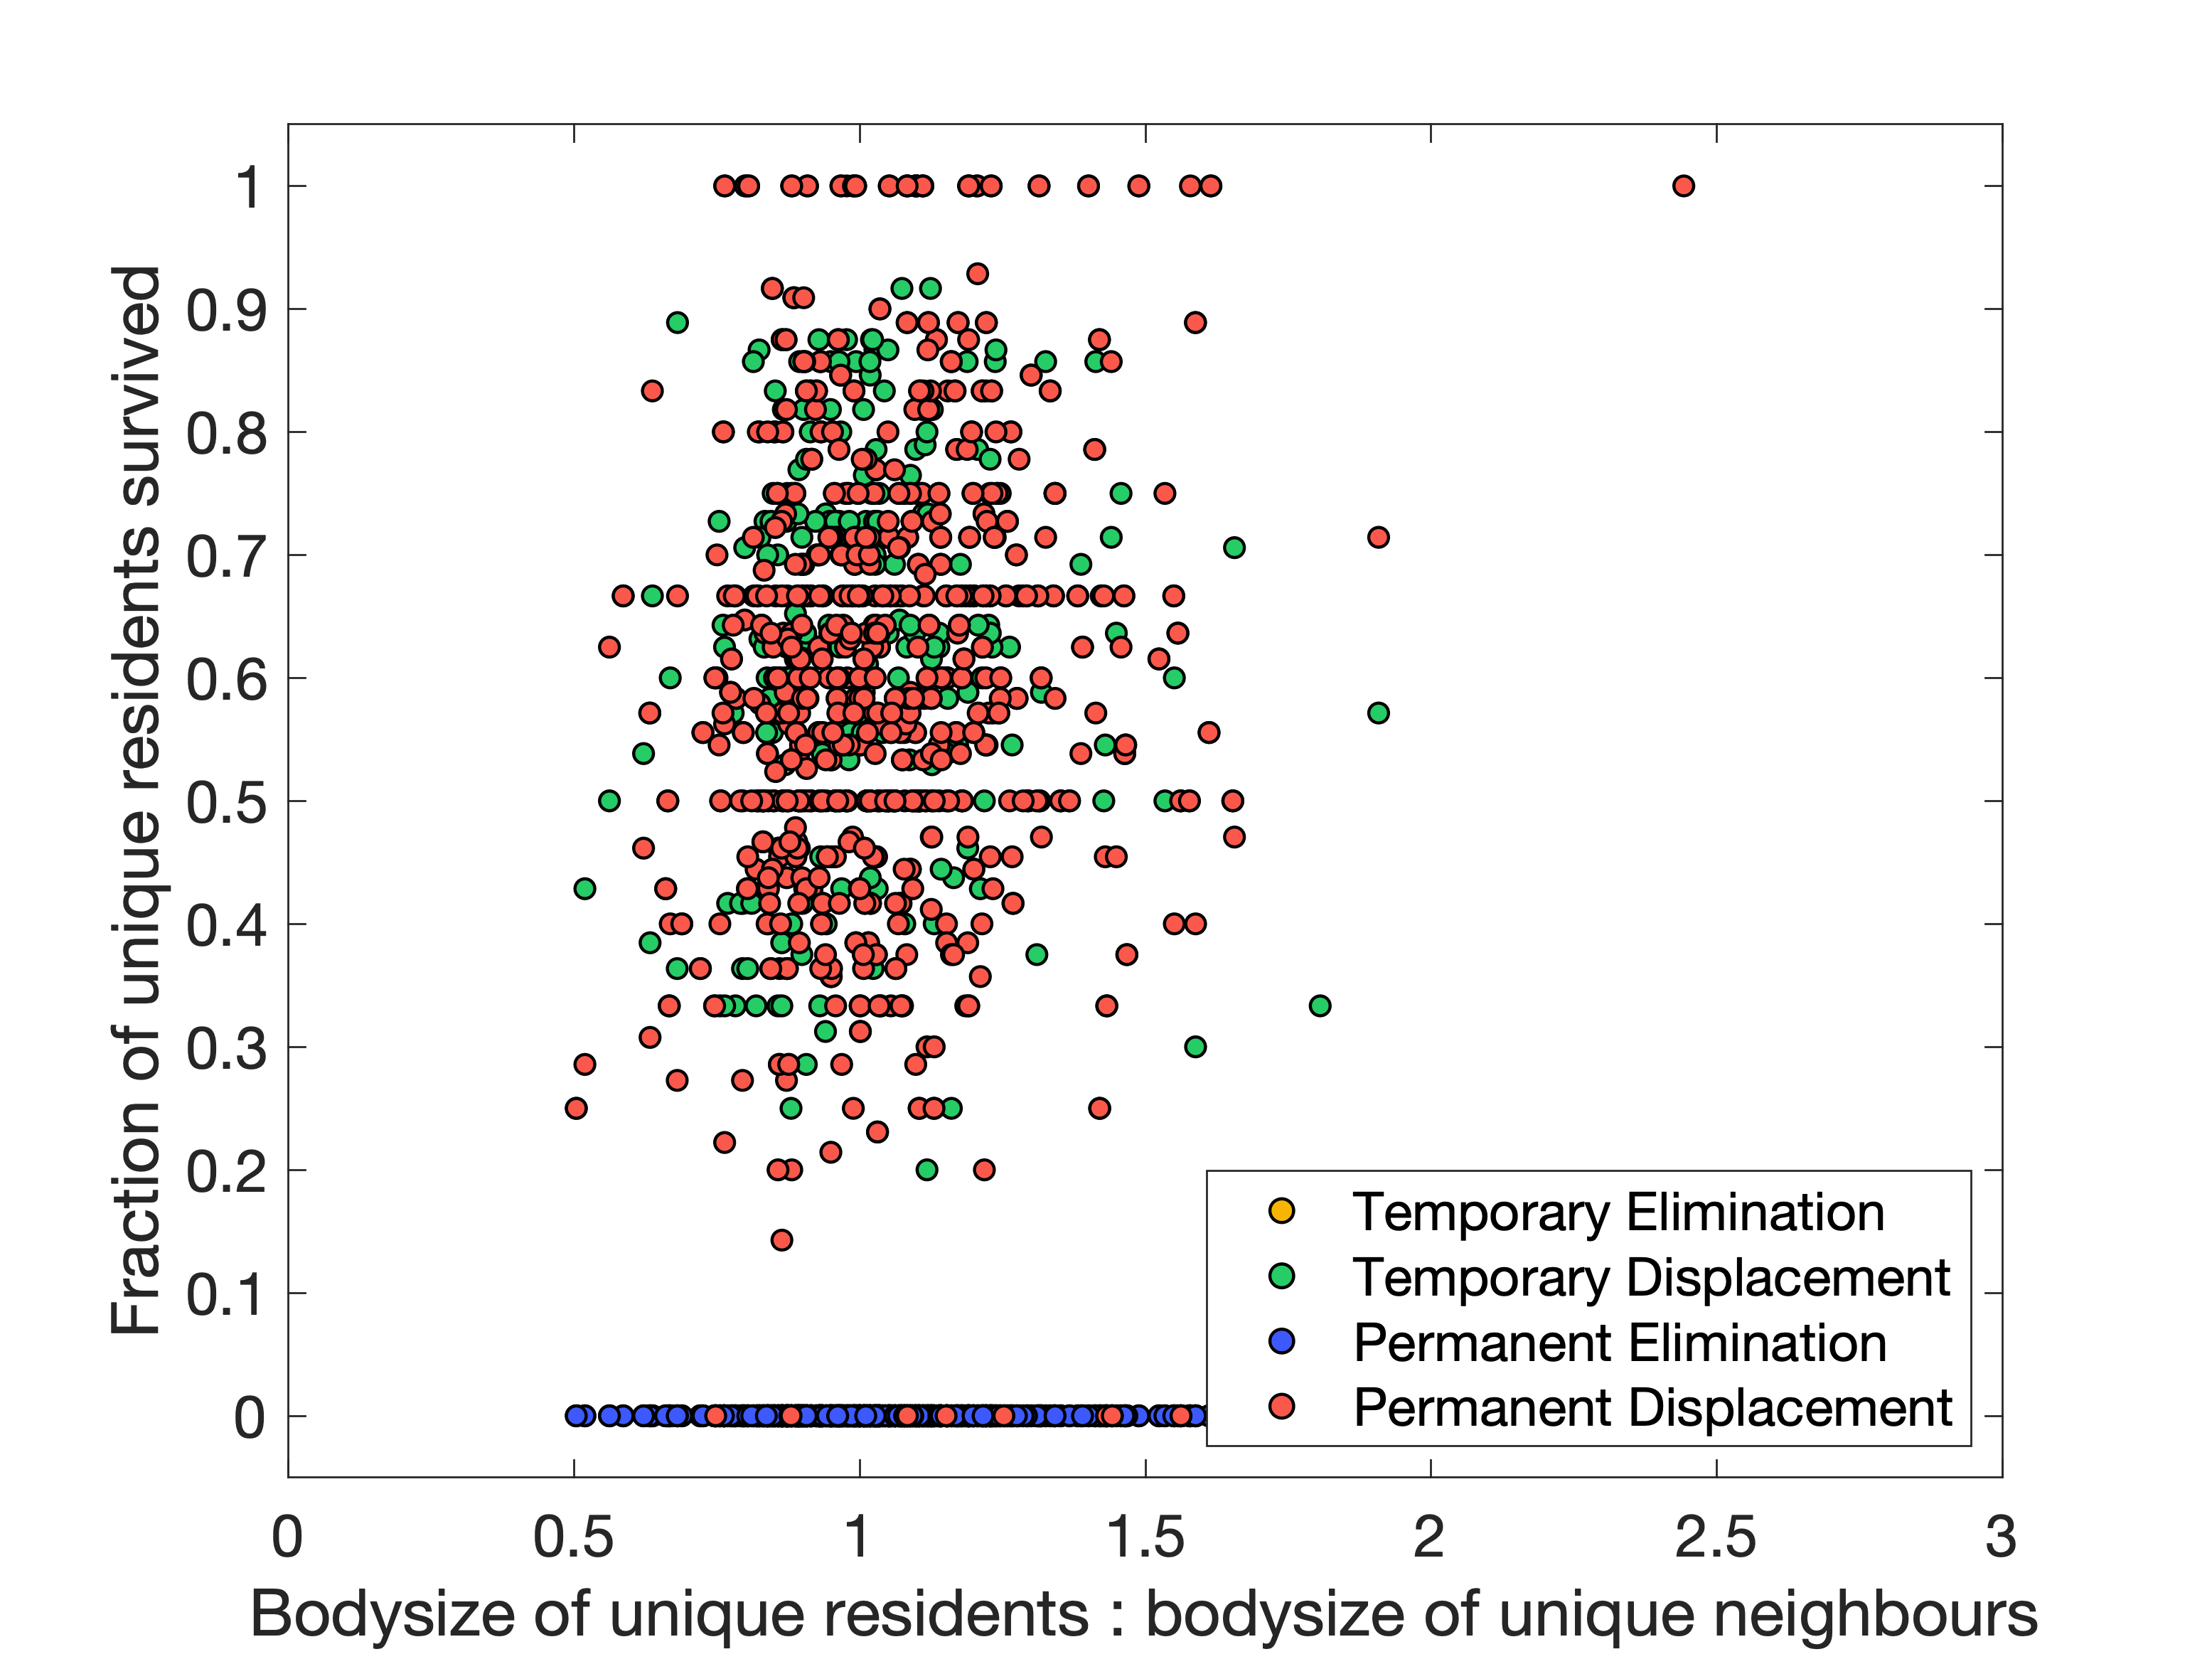 Fraction of unique residents survived
1
0.9
0.8
0.7
0.6
0.5
0.4
0.3
0.2
0.1
0
Temporary Elimination
Temporary Displacement
Permanent Elimination
Permanent Displacement
0 0.5 1 1.5 2 2.5 3
Bodysize of unique residents : bodysize of unique neighbours